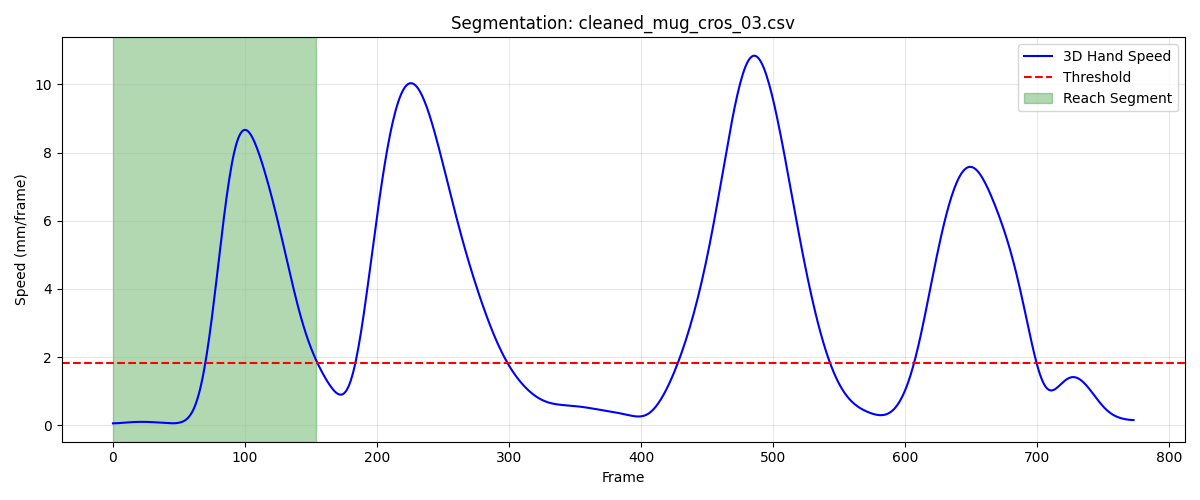 Segmentation: cleaned_mug_cros_03.csv
3D Hand Speed
Threshold
Reach Segment
Speed (mm/frame)
10
8
6
4
2
0
0 100 200 300 400 500 600 700 800
Frame